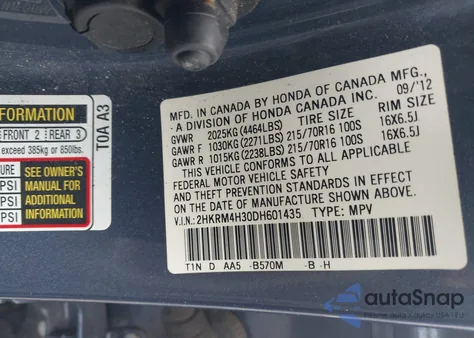 INFORMATION
FRONT 2 REAR 3
exceed 385kg or 850lbs.
SEE OWNER'S
PSI MANUAL FOR
PSI ADDITIONAL
PSI INFORMATION
T0A A3
MFD. IN CANADA BY HONDA OF CANADA MFG.,
- A DIVISION OF HONDA CANADA INC. 09/'12
GVWR 2025KG (4464LBS) TIRE SIZE RIM SIZE
GAWR F 1030KG (2271LBS) 215/70R16 100S 16X6.5J
GAWR R 1015KG (2238LBS) 215/70R16 100S 16X6.5J
THIS VEHICLE CONFORMS TO ALL APPLICABLE
FEDERAL MOTOR VEHICLE SAFETY
AND THEFT PREVENTION STANDARDS IN EFFECT ON THE
DATE OF MANUFACTURE SHOWN ABOVE.
V.I.N.: 2HKRM4H30DH601435 TYPE: MPV
T1N D AA5 -B570M -B -H
autoSnap